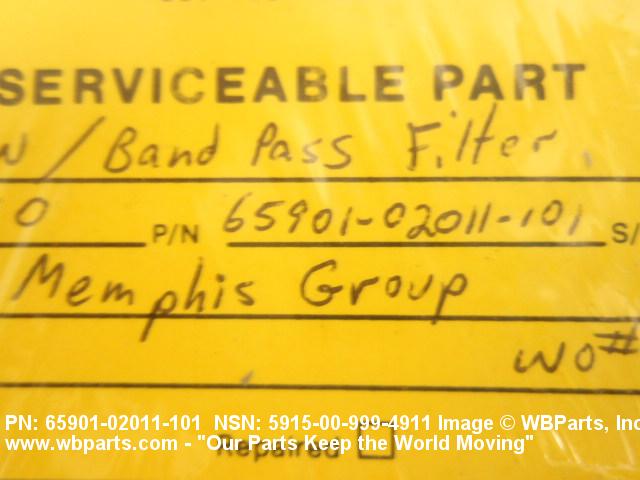 SERVICEABLE PART
N / Band Pass Filter
0 P/N 65901-02011-101 S/
Memphis Group
WO#
Repaired
PN: 65901-02011-101 NSN: 5915-00-999-4911 Image © WBParts, Inc
www.wbparts.com - "Our Parts Keep the World Moving"